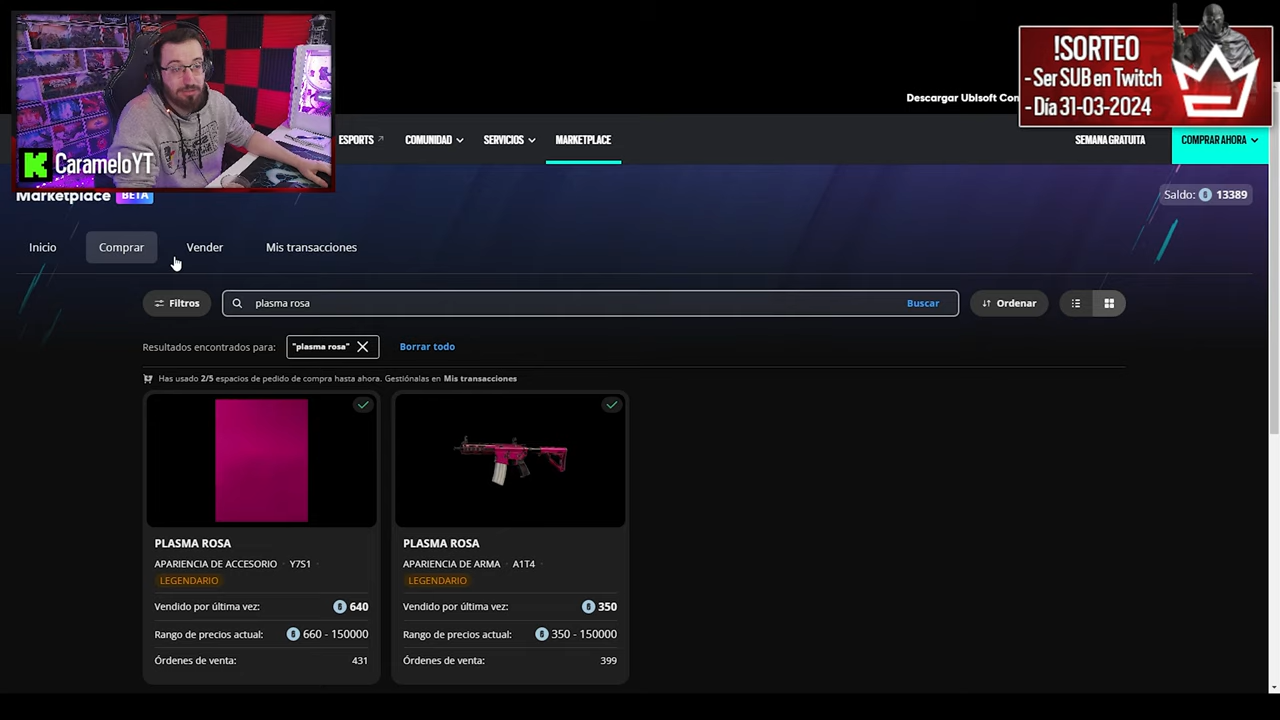 !SORTEO
- Ser SUB en Twitch
- Día 31-03-2024
CarameloYT
Descargar Ubisoft Con
ESPORTS
COMUNIDAD
SERVICIOS
MARKETPLACE
SEMANA GRATUITA
COMPRAR AHORA
Marketplace BETA
Saldo: 13389
Inicio
Comprar
Vender
Mis transacciones
Filtros
plasma rosa
Buscar
Ordenar
Resultados encontrados para:
"plasma rosa"
Borrar todo
Has usado 2/5 espacios de pedido de compra hasta ahora. Gestiónalas en Mis transacciones
PLASMA ROSA
APARIENCIA DE ACCESORIO · Y7S1 ·
LEGENDARIO
Vendido por última vez: 640
Rango de precios actual: 660 - 150000
Órdenes de venta: 431
PLASMA ROSA
APARIENCIA DE ARMA · A1T4 ·
LEGENDARIO
Vendido por última vez: 350
Rango de precios actual: 350 - 150000
Órdenes de venta: 399